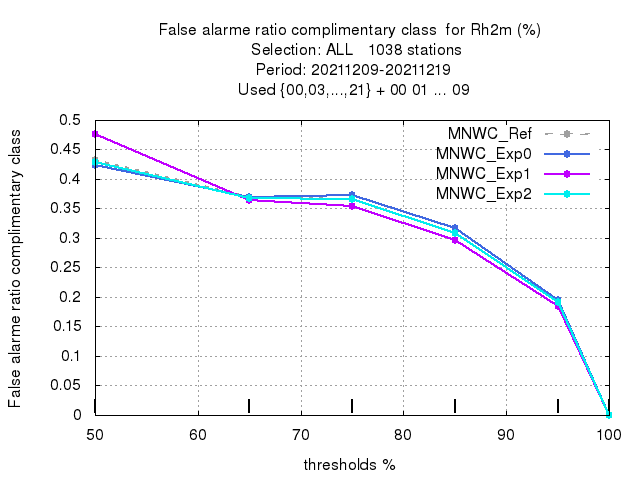 False alarme ratio complimentary class  for Rh2m (%)
Selection: ALL   1038 stations
Period: 20211209-20211219
Used {00,03,...,21} + 00 01 ... 09
MNWC_Ref
MNWC_Exp0
MNWC_Exp1
MNWC_Exp2
False alarme ratio complimentary class
0.5
0.45
0.4
0.35
0.3
0.25
0.2
0.15
0.1
0.05
0
50 60 70 80 90 100
thresholds %